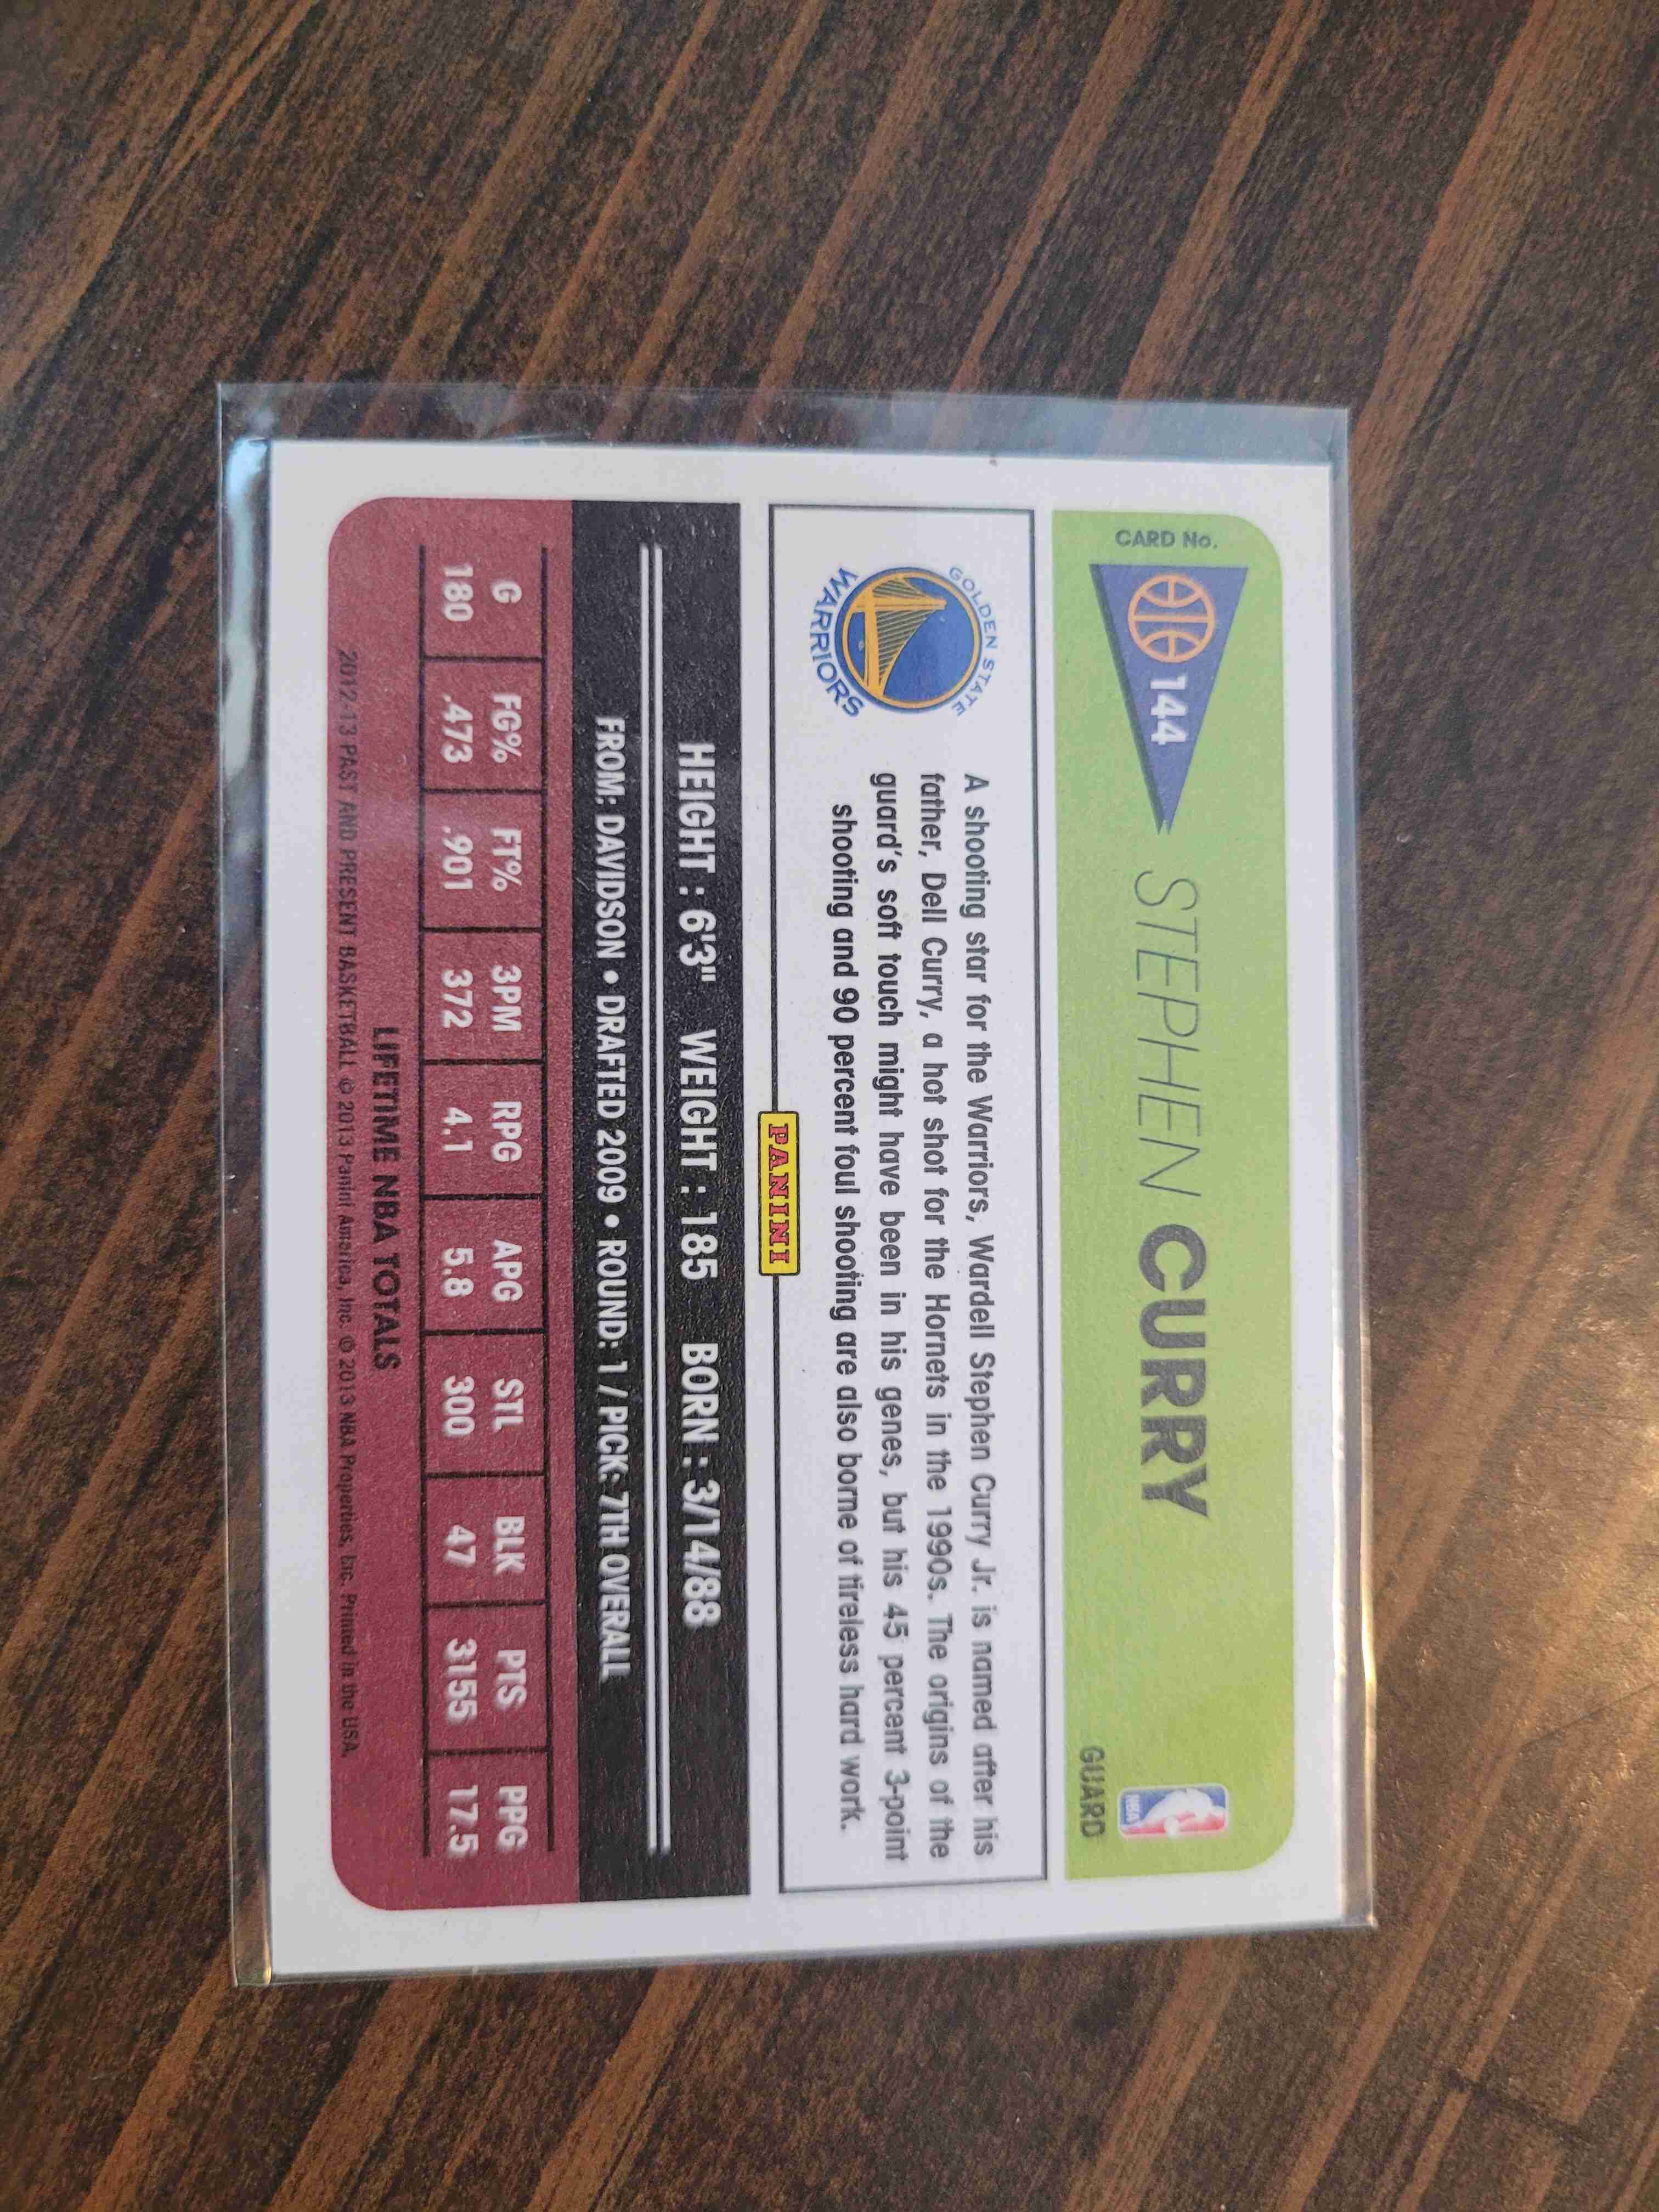 CARD No.
144
STEPHEN CURRY
NBA
GUARD
GOLDEN STATE
WARRIORS
A shooting star for the Warriors, Wardell Stephen Curry Jr. is named after his
father, Dell Curry, a hot shot for the Hornets in the 1990s. The origins of the
guard's soft touch might have been in his genes, but his 45 percent 3-point
shooting and 90 percent foul shooting are also borne of tireless hard work.
PANINI
HEIGHT : 6'3" WEIGHT : 185 BORN : 3/14/88
FROM: DAVIDSON • DRAFTED 2009 • ROUND: 1 / PICK: 7TH OVERALL
G FG% FT% 3PM RPG APG STL BLK PTS PPG
180 .473 .901 372 4.1 5.8 300 47 3155 17.5
LIFETIME NBA TOTALS
2012-13 PAST AND PRESENT BASKETBALL © 2013 Panini America, Inc. © 2013 NBA Properties, Inc. Printed in the USA.